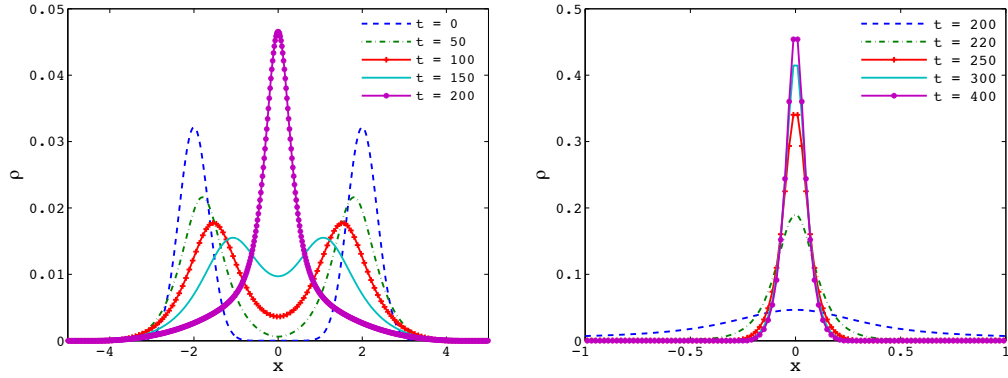 0.05
0.04
0.03
0.02
0.01
0
ρ
−4
−2
0
2
4
x
t = 0
t = 50
t = 100
t = 150
t = 200
0.5
0.4
0.3
0.2
0.1
0
ρ
−1
−0.5
0
0.5
1
x
t = 200
t = 220
t = 250
t = 300
t = 400